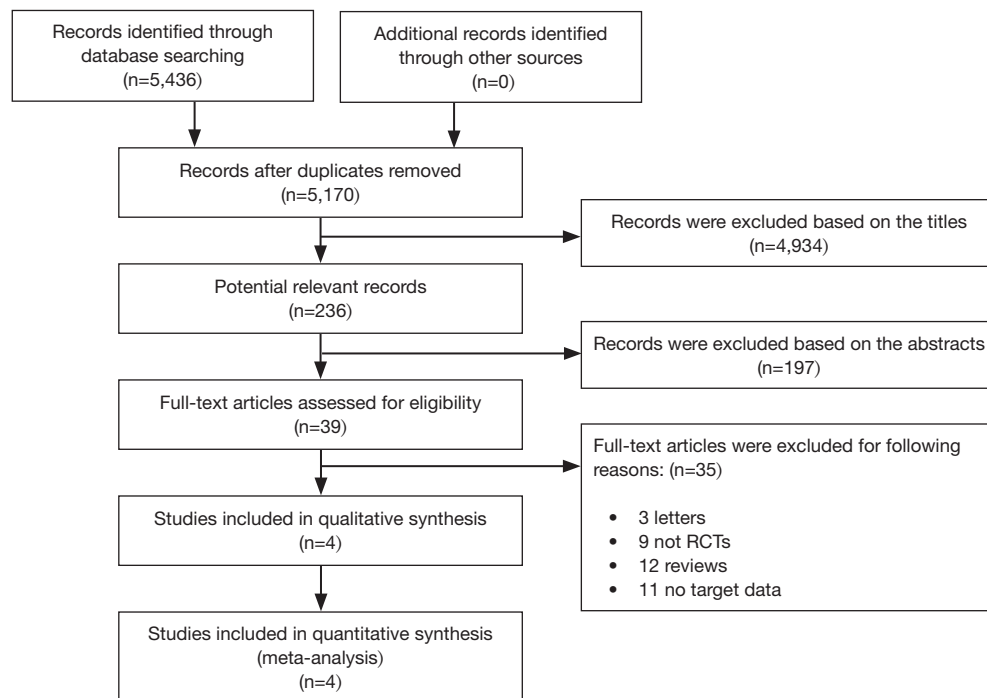 Records identified through
database searching
(n=5,436)
Additional records identified
through other sources
(n=0)
Records after duplicates removed
(n=5,170)
Records were excluded based on the titles
(n=4,934)
Potential relevant records
(n=236)
Records were excluded based on the abstracts
(n=197)
Full-text articles assessed for eligibility
(n=39)
Full-text articles were excluded for following
reasons: (n=35)
• 3 letters
• 9 not RCTs
• 12 reviews
• 11 no target data
Studies included in qualitative synthesis
(n=4)
Studies included in quantitative synthesis
(meta-analysis)
(n=4)